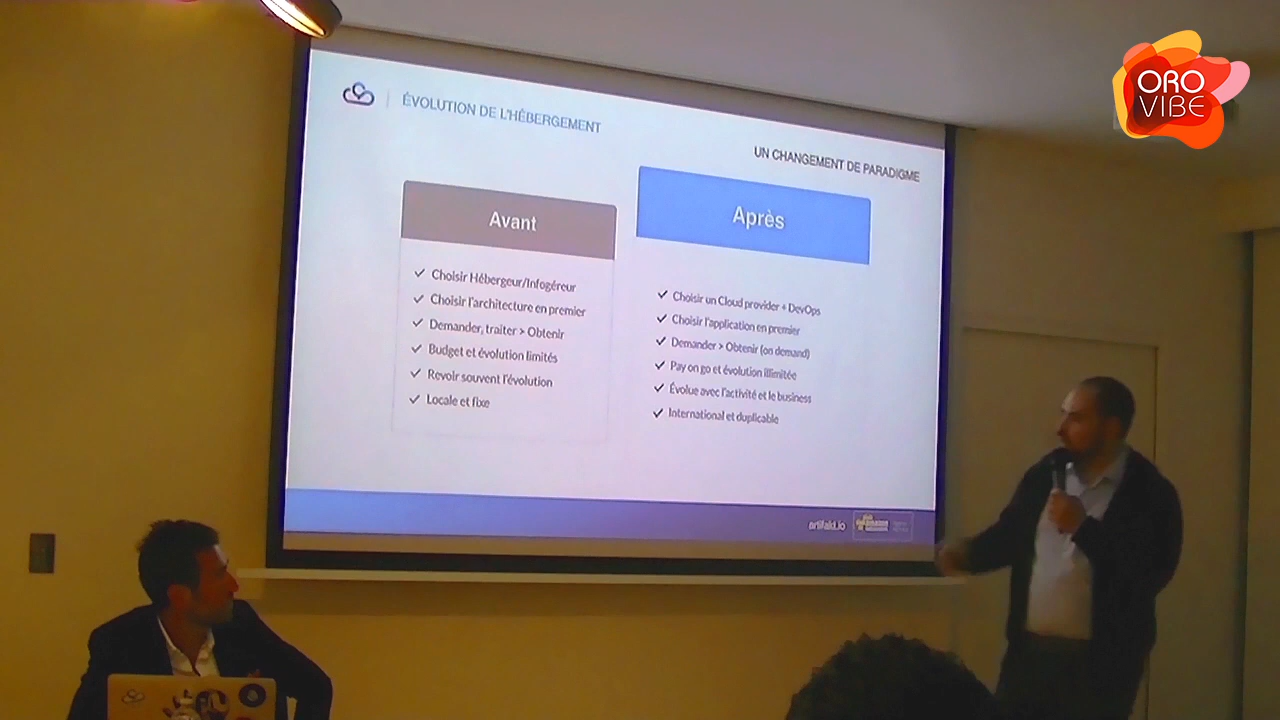 ORO
VIBE
ÉVOLUTION DE L'HÉBERGEMENT
UN CHANGEMENT DE PARADIGME
Avant
Choisir Hébergeur/Infogéreur
Choisir l'architecture en premier
Demander, traiter > Obtenir
Budget et évolution limités
Revoir souvent l'évolution
Locale et fixe
Après
Choisir un Cloud provider + DevOps
Choisir l'application en premier
Demander > Obtenir (on demand)
Pay on go et évolution illimitée
Évolue avec l'activité et le business
International et duplicable
artifakt.io